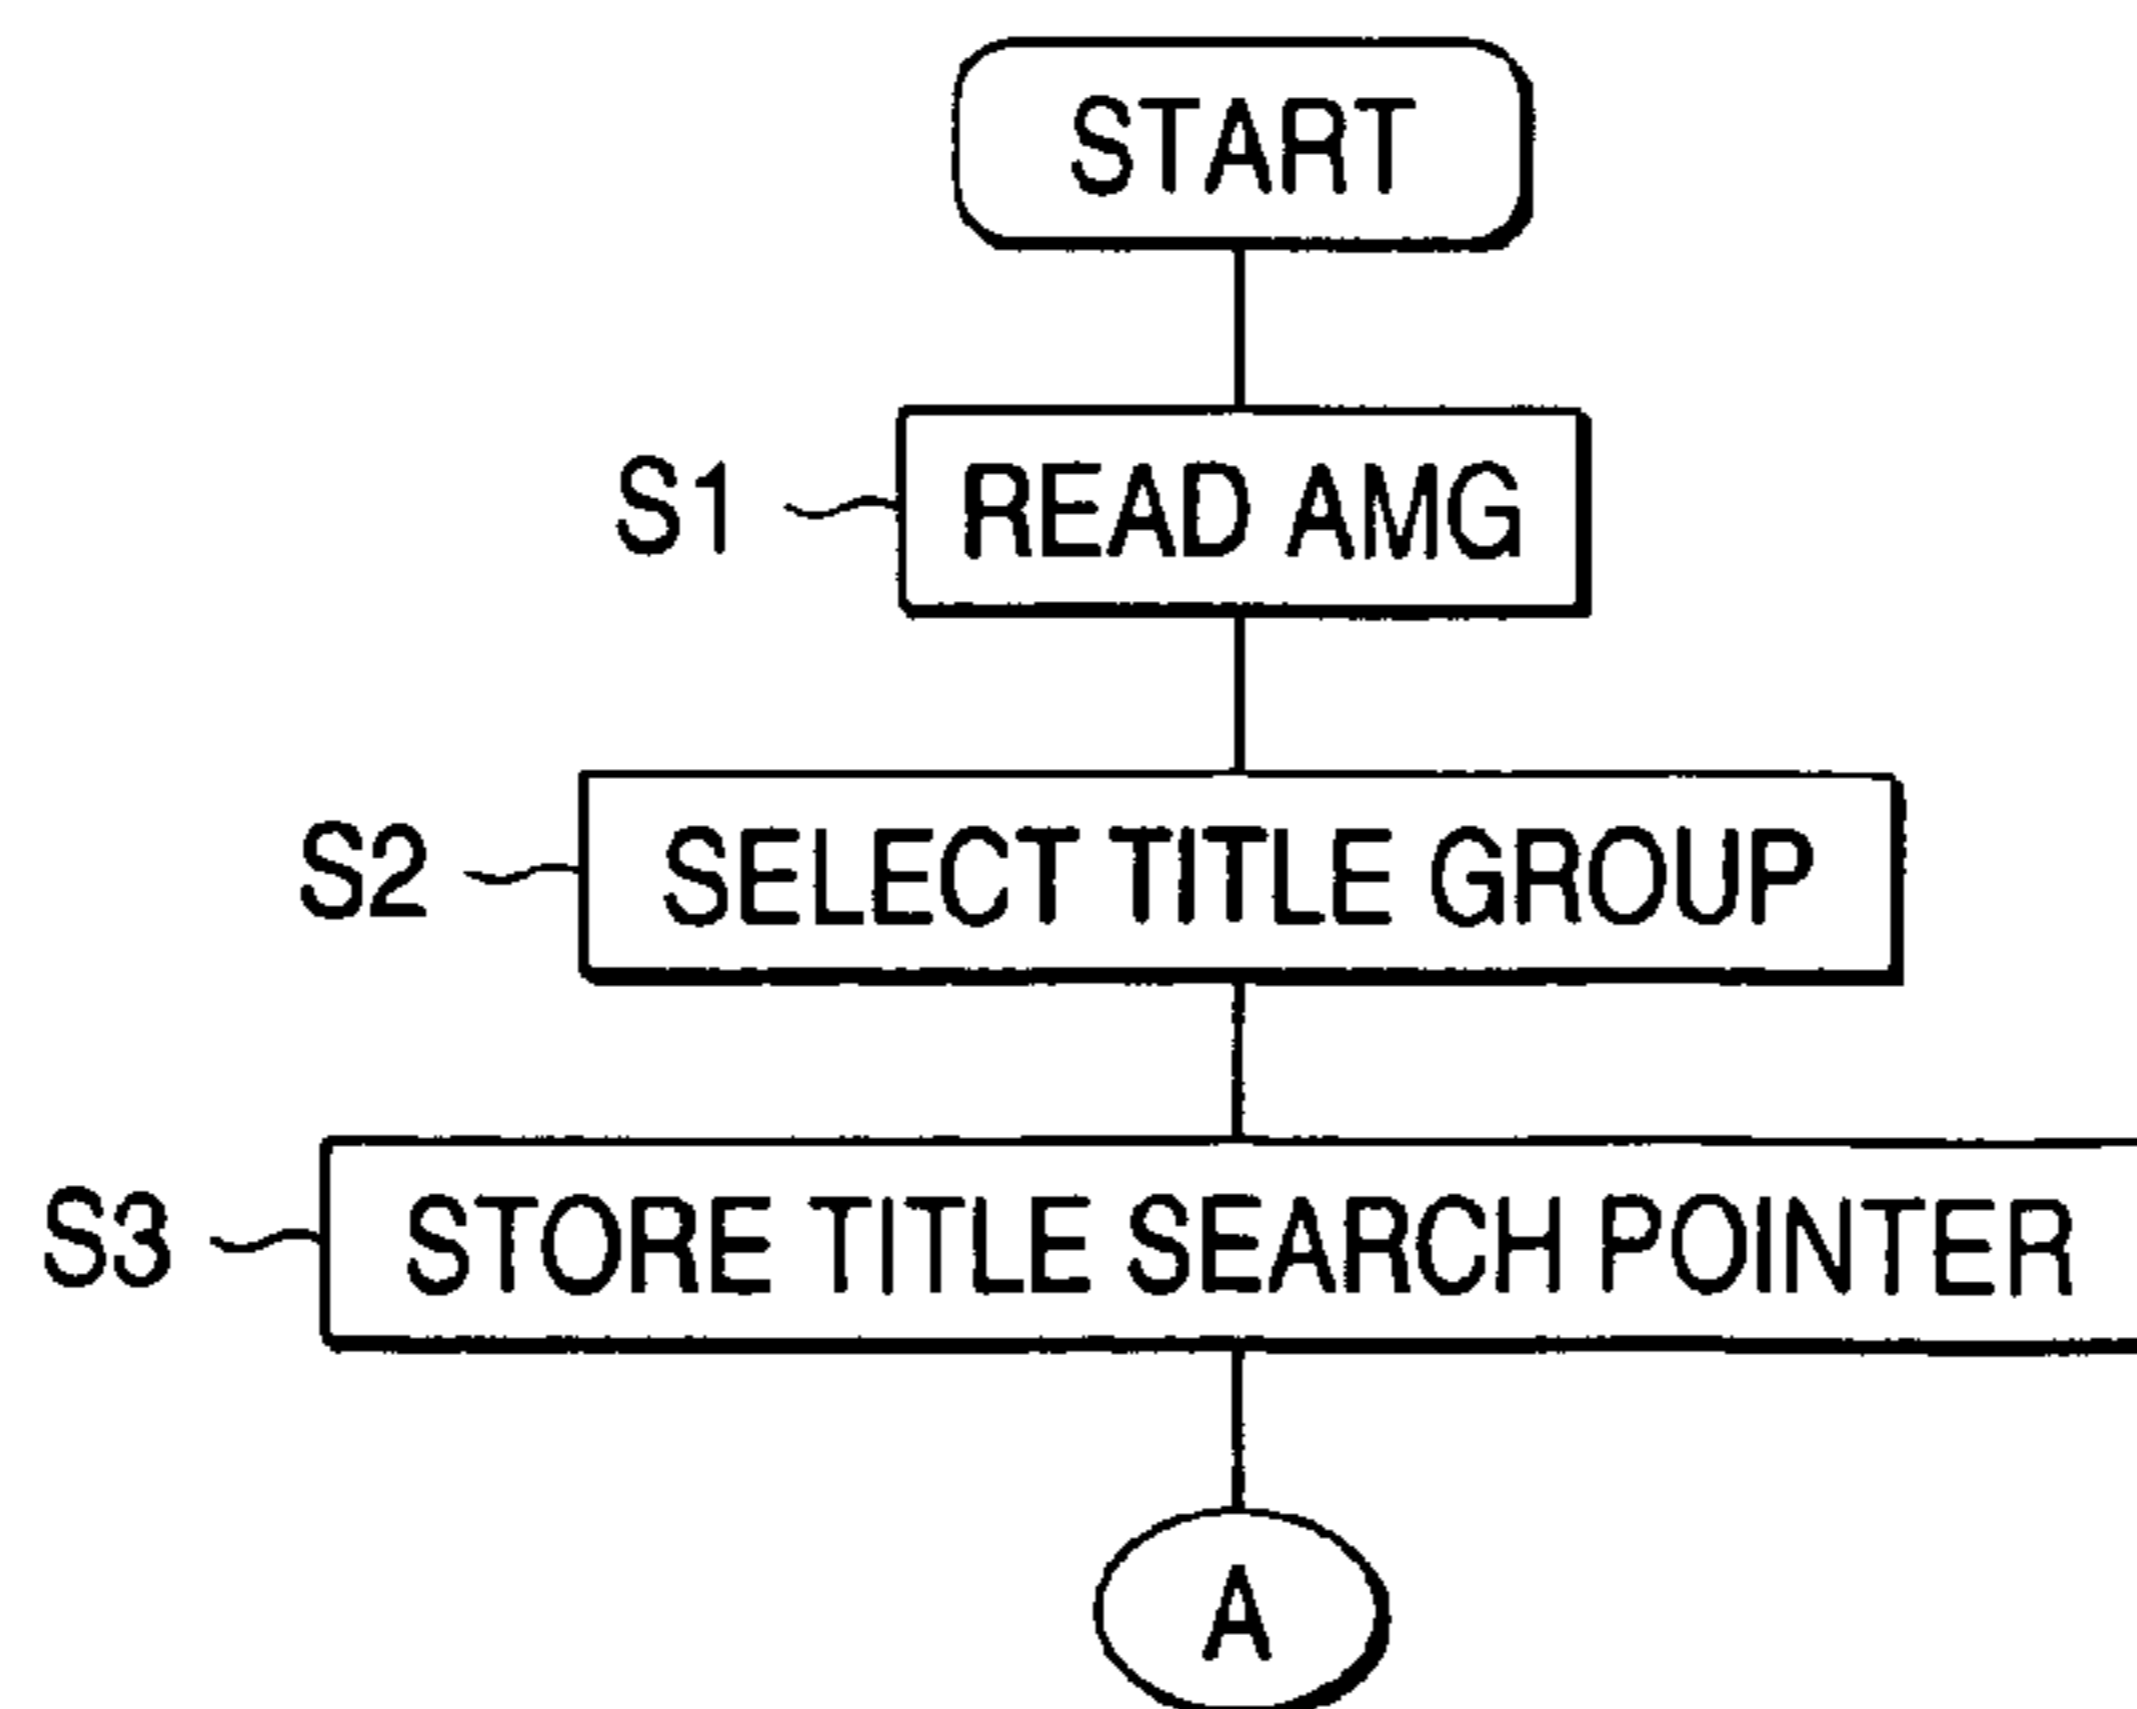 START
S1 READ AMG
S2 SELECT TITLE GROUP
S3 STORE TITLE SEARCH POINTER
A